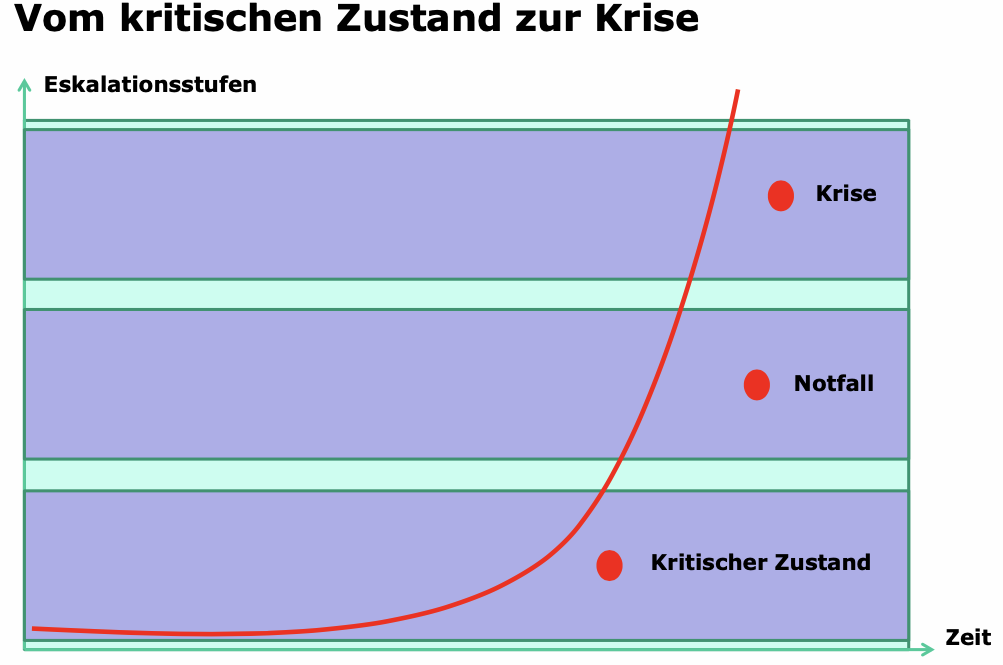 Vom kritischen Zustand zur Krise
Eskalationsstufen
Krise
Notfall
Kritischer Zustand
Zeit